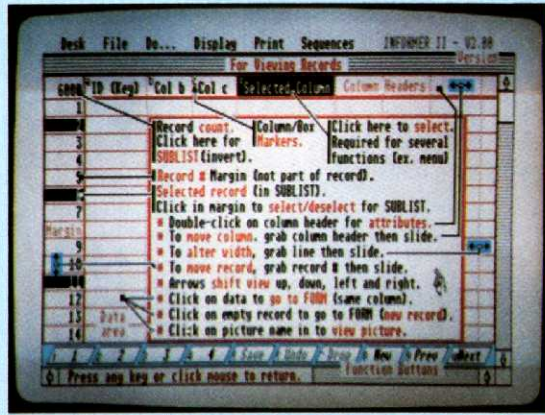 Desk File Do... Display Print Sequences INFORMER II - V2.00
For Viewing Records
Version
6000 ID (Key) Col b Col c Selected Column Column Headers
1
Record count. Column/Box Click here to select.
3 Click here for Markers. Required for several
4 SUBLIST(invert). functions (ex. menu)
5 Record # Margin (not part of record).
Selected record (in SUBLIST).
7 Click in margin to select/deselect for SUBLIST.
Margin
* Double-click on column header for attributes.
9 * To move column. grab column header then slide.
* To alter width, grab line then slide.
10 * To move record, grab record # then slide.
* Arrows shift view up, down, left and right.
12 * Click on data to go to FORM (same column).
13 Data * Click on empty record to go to FORM (new record).
14 area * Click on picture name in to view picture.
1 2 3 4 Save Undo Drop New Prev Next
Press any key or click mouse to return. Function Buttons